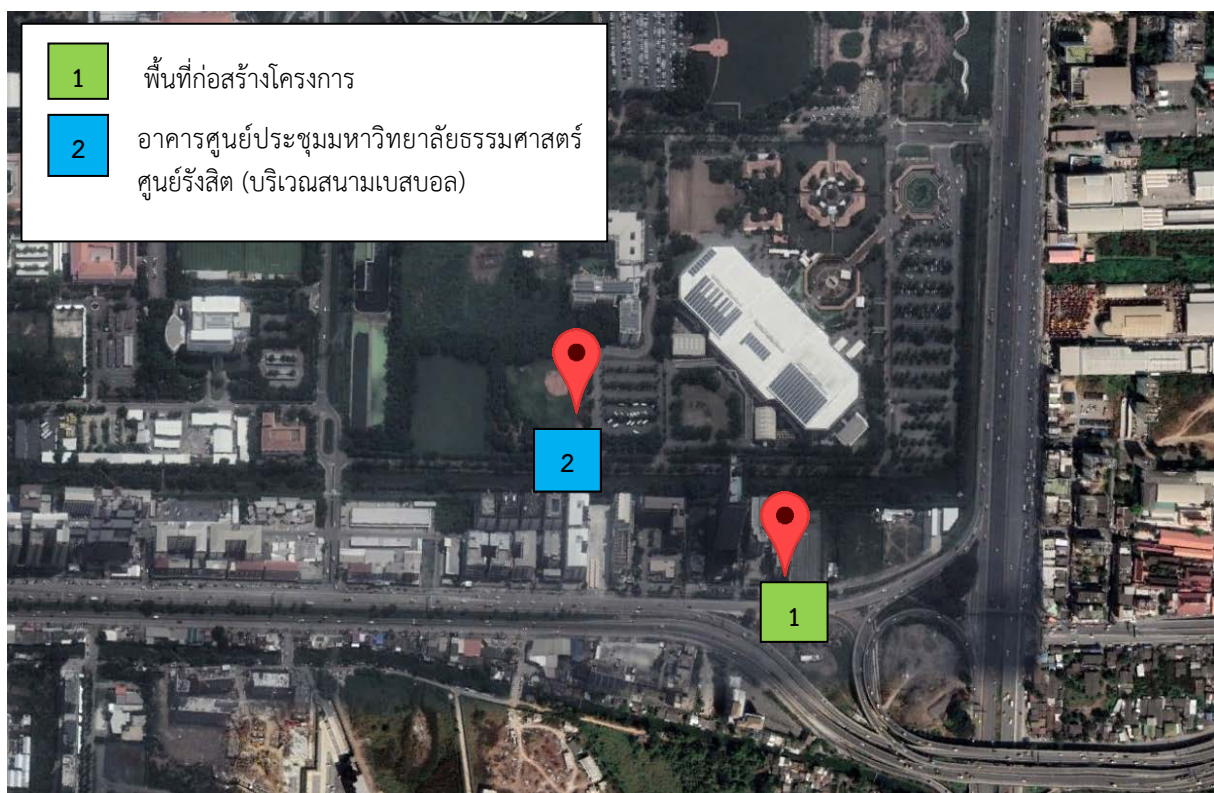 1 พื้นที่ก่อสร้างโครงการ
2 อาคารศูนย์ประชุมมหาวิทยาลัยธรรมศาสตร์
ศูนย์รังสิต (บริเวณสนามเบสบอล)
2
1